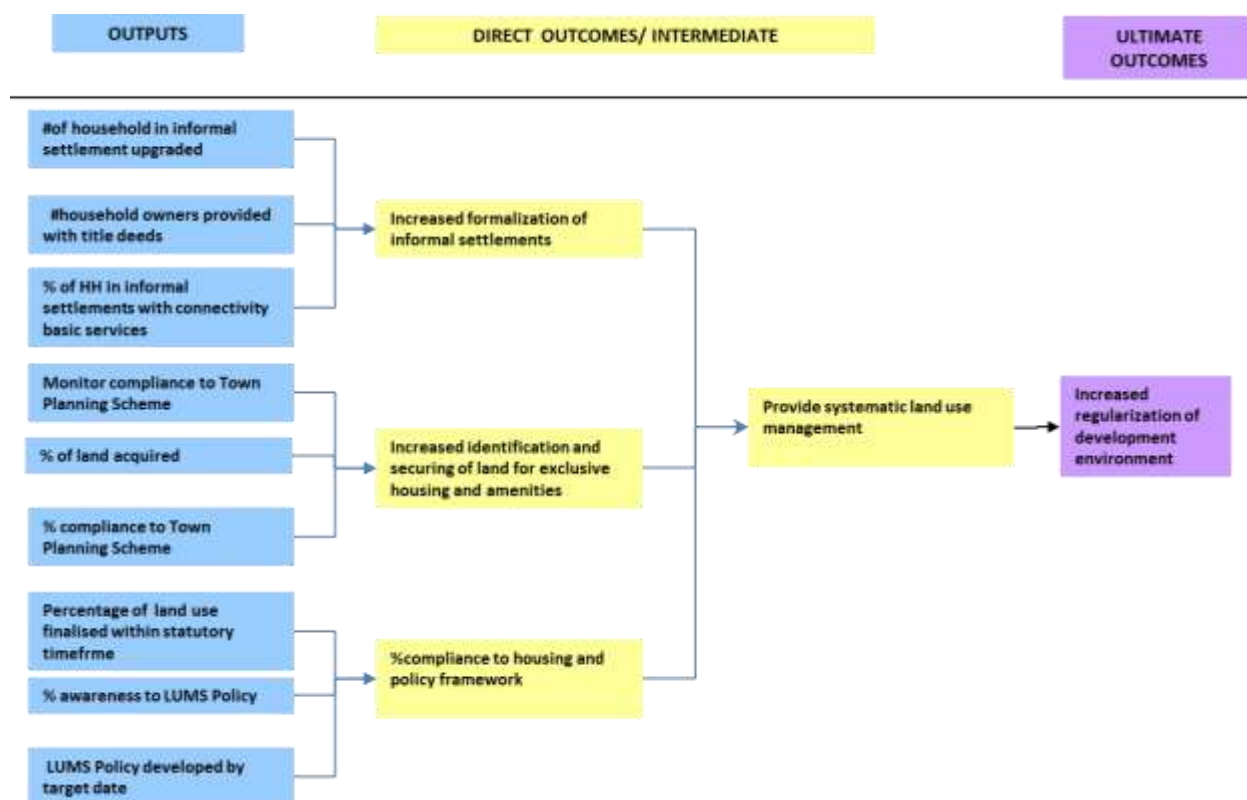 OUTPUTS
DIRECT OUTCOMES/ INTERMEDIATE
ULTIMATE
OUTCOMES
#of household in informal
settlement upgraded
#household owners provided
with title deeds
% of HH in informal
settlements with connectivity
basic services
Increased formalization of
informal settlements
Monitor compliance to Town
Planning Scheme
% of land acquired
% compliance to Town
Planning Scheme
Increased identification and
securing of land for exclusive
housing and amenities
Provide systematic land use
management
Increased
regularization of
development
environment
Percentage of land use
finalised within statutory
timefrme
% awareness to LUMS Policy
LUMS Policy developed by
target date
%compliance to housing and
policy framework